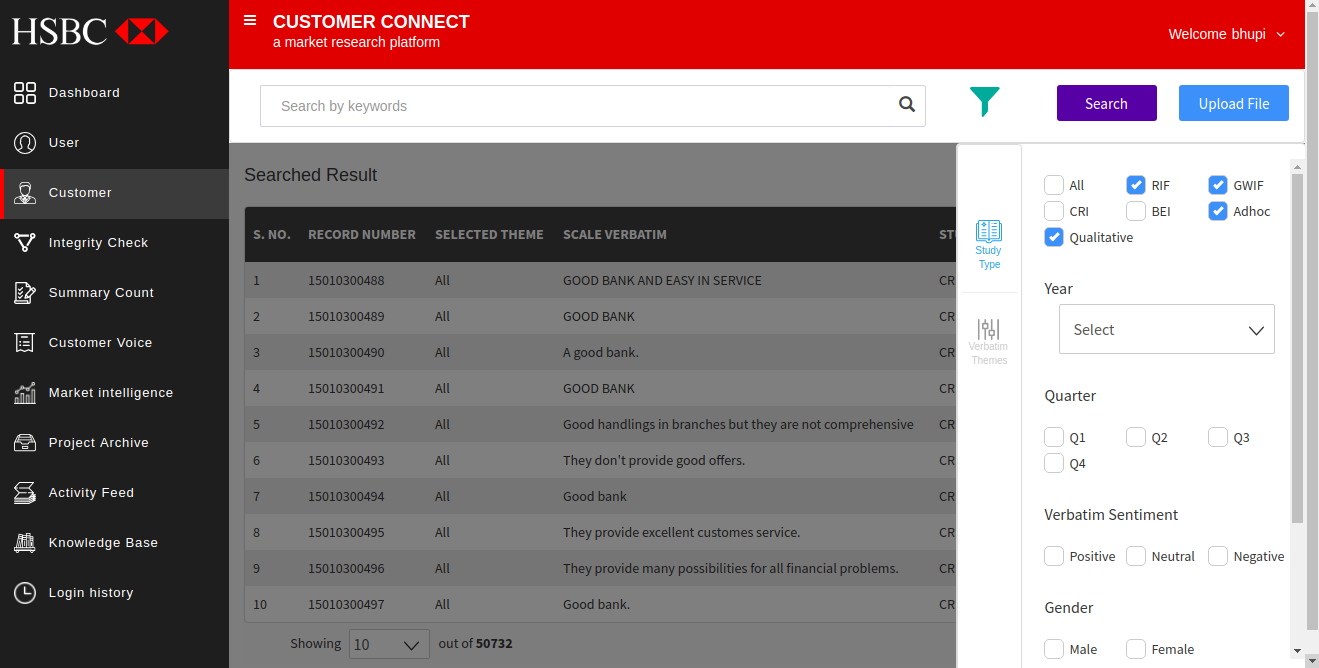 HSBC
CUSTOMER CONNECT
a market research platform
Welcome bhupi
Dashboard
User
Customer
Integrity Check
Summary Count
Customer Voice
Market intelligence
Project Archive
Activity Feed
Knowledge Base
Login history
Search by keywords
Search
Upload File
Searched Result
S. NO. RECORD NUMBER SELECTED THEME SCALE VERBATIM
1 15010300488 All GOOD BANK AND EASY IN SERVICE CR
2 15010300489 All GOOD BANK CR
3 15010300490 All A good bank. CR
4 15010300491 All GOOD BANK CR
5 15010300492 All Good handlings in branches but they are not comprehensive CR
6 15010300493 All They don't provide good offers. CR
7 15010300494 All Good bank CR
8 15010300495 All They provide excellent customes service. CR
9 15010300496 All They provide many possibilities for all financial problems. CR
10 15010300497 All Good bank. CR
Showing 10 out of 50732
Study
Type
Verbatim
Themes
All RIF GWIF
CRI BEI Adhoc
Qualitative
Year
Select
Quarter
Q1 Q2 Q3
Q4
Verbatim Sentiment
Positive Neutral Negative
Gender
Male Female